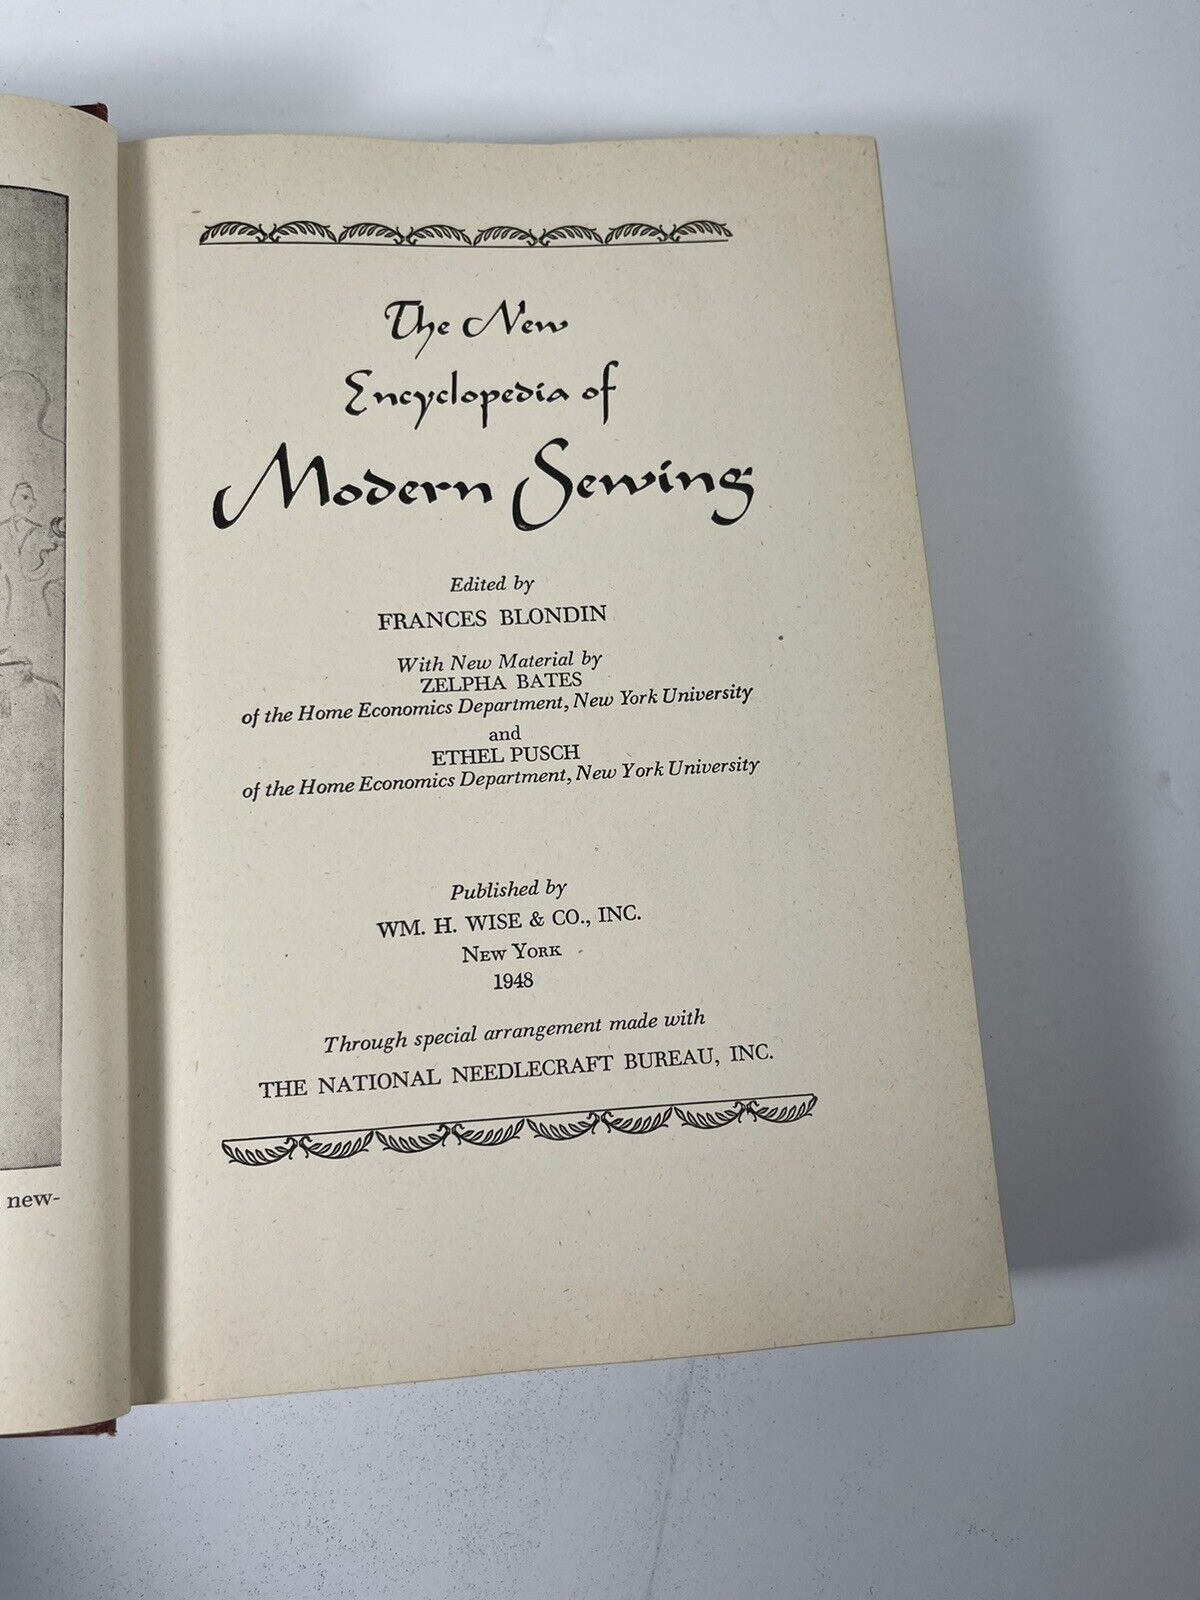 new-
The New
Encyclopedia of
Modern Sewing
Edited by
FRANCES BLONDIN
With New Material by
ZELPHA BATES
of the Home Economics Department, New York University
and
ETHEL PUSCH
of the Home Economics Department, New York University
Published by
WM. H. WISE & CO., INC.
NEW YORK
1948
Through special arrangement made with
THE NATIONAL NEEDLECRAFT BUREAU, INC.